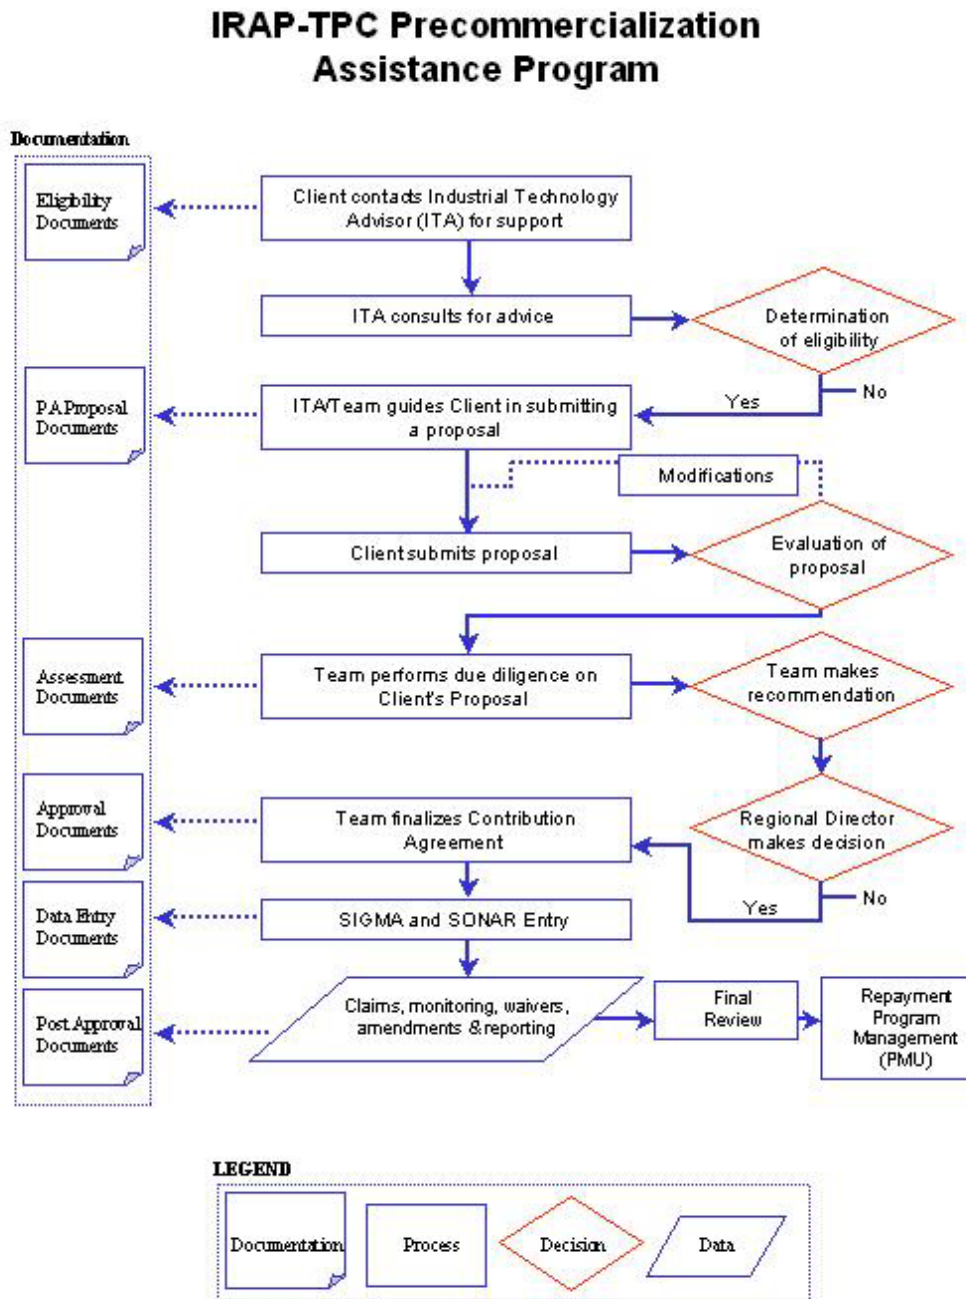 IRAP-TPC Precommercialization
Assistance Program
Documentation
Eligibility
Documents
Client contacts Industrial Technology
Advisor (ITA) for support
ITA consults for advice
Determination
of eligibility
No
Yes
PA Proposal
Documents
ITA/Team guides Client in submitting
a proposal
Modifications
Client submits proposal
Evaluation of
proposal
Assessment
Documents
Team performs due diligence on
Client's Proposal
Team makes
recommendation
Approval
Documents
Team finalizes Contribution
Agreement
Regional Director
makes decision
No
Yes
Data Entry
Documents
SIGMA and SONAR Entry
Post Approval
Documents
Claims, monitoring, waivers,
amendments & reporting
Final
Review
Repayment
Program
Management
(PMU)
LEGEND
Documentation
Process
Decision
Data